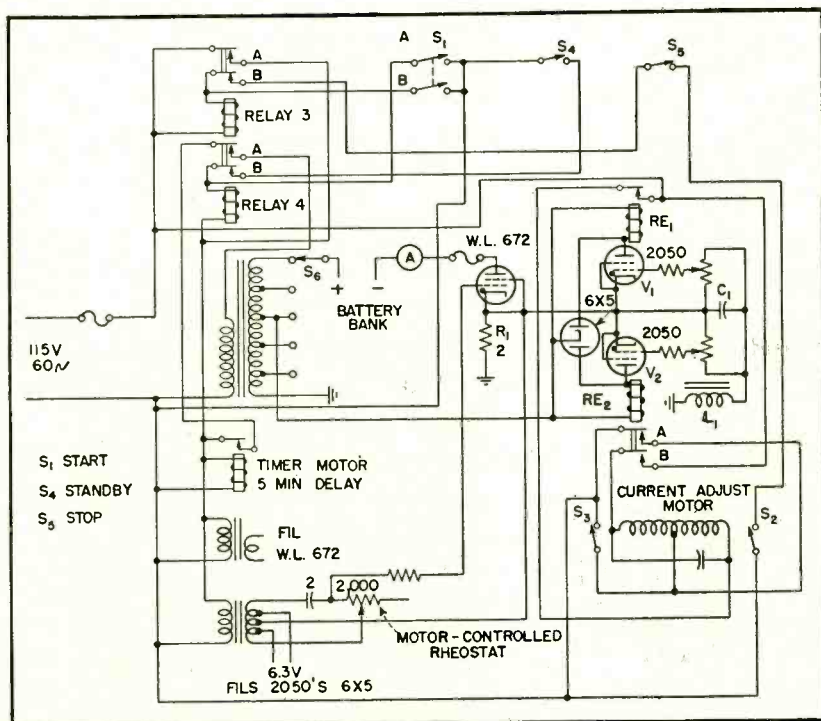 A
B
RELAY 3
A
B
RELAY 4
A S₁
B
S₄
S₅
S₆
+ −
BATTERY
BANK
A
W.L. 672
R₁
2
RE₁
2050
V₁
6X5
C₁
2050
V₂
RE₂
L₁
115V
60~
S₁ START
S₄ STANDBY
S₅ STOP
TIMER MOTOR
5 MIN DELAY
FIL
W.L. 672
2
2,000
MOTOR-CONTROLLED
RHEOSTAT
6.3V
FILS 2050'S 6X5
A
B
CURRENT ADJUST
MOTOR
S₃
S₂